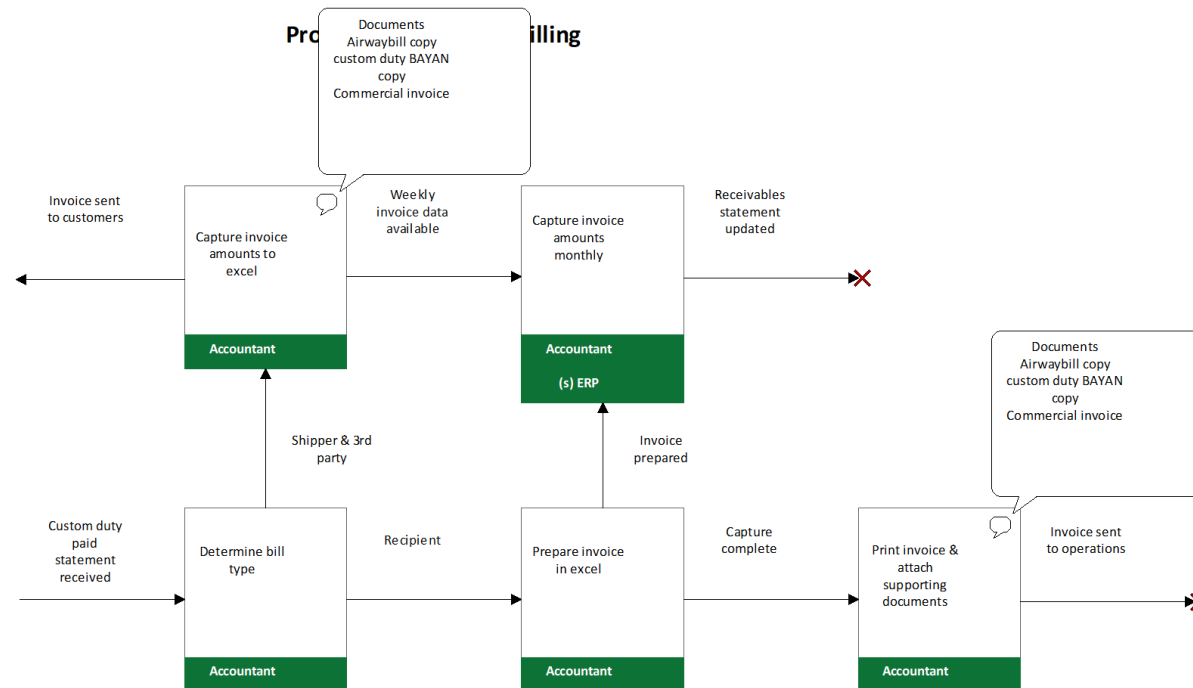 Documents
Airwaybill copy
custom duty BAYAN
copy
Commercial invoice
Invoice sent
to customers
Capture invoice
amounts to
excel
Accountant
Weekly
invoice data
available
Capture invoice
amounts
monthly
Accountant
(s) ERP
Receivables
statement
updated
Documents
Airwaybill copy
custom duty BAYAN
copy
Commercial invoice
Shipper & 3rd
party
Invoice
prepared
Custom duty
paid
statement
received
Determine bill
type
Accountant
Recipient
Prepare invoice
in excel
Accountant
Capture
complete
Print invoice &
attach
supporting
documents
Accountant
Invoice sent
to operations